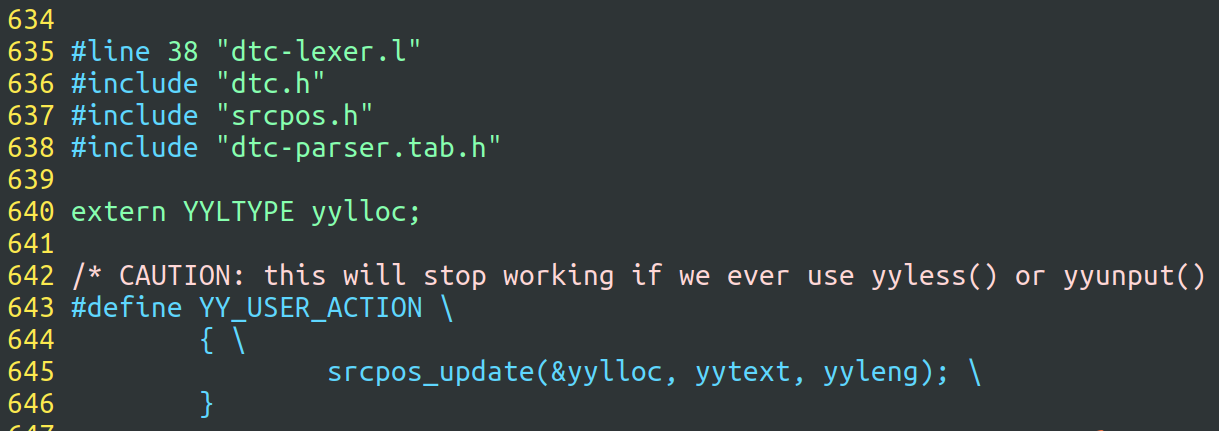 634
635 #line 38 "dtc-lexer.l"
636 #include "dtc.h"
637 #include "srcpos.h"
638 #include "dtc-parser.tab.h"
639
640 extern YYLTYPE yylloc;
641
642 /* CAUTION: this will stop working if we ever use yyless() or yyunput()
643 #define YY_USER_ACTION \
644         { \
645                 srcpos_update(&yylloc, yytext, yyleng); \
646         }
647